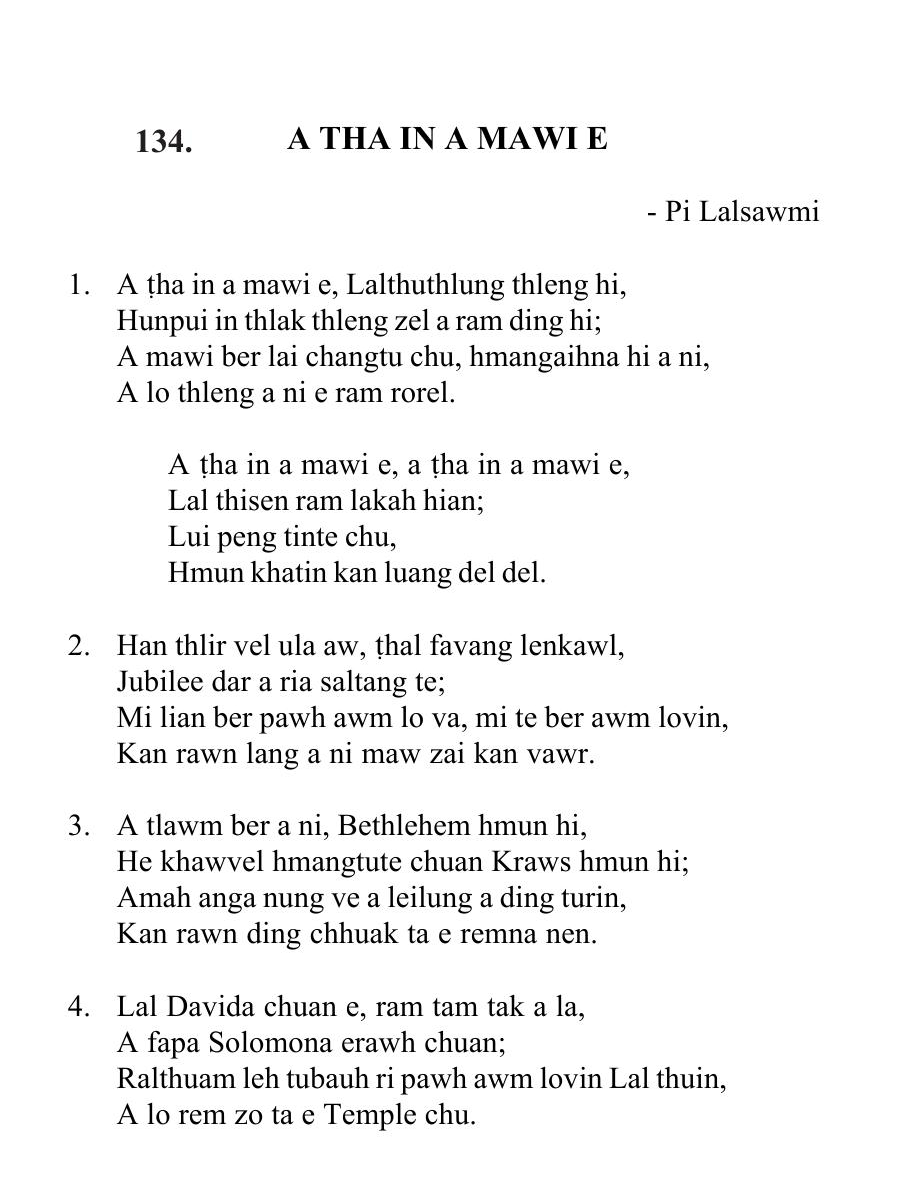 134. A THA IN A MAWI E
- Pi Lalsawmi
1. A ṭha in a mawi e, Lalthuthlung thleng hi,
Hunpui in thlak thleng zel a ram ding hi;
A mawi ber lai changtu chu, hmangaihna hi a ni,
A lo thleng a ni e ram rorel.
A ṭha in a mawi e, a ṭha in a mawi e,
Lal thisen ram lakah hian;
Lui peng tinte chu,
Hmun khatin kan luang del del.
2. Han thlir vel ula aw, ṭhal favang lenkawl,
Jubilee dar a ria saltang te;
Mi lian ber pawh awm lo va, mi te ber awm lovin,
Kan rawn lang a ni maw zai kan vawr.
3. A tlawm ber a ni, Bethlehem hmun hi,
He khawvel hmangtute chuan Kraws hmun hi;
Amah anga nung ve a leilung a ding turin,
Kan rawn ding chhuak ta e remna nen.
4. Lal Davida chuan e, ram tam tak a la,
A fapa Solomona erawh chuan;
Ralthuam leh tubauh ri pawh awm lovin Lal thuin,
A lo rem zo ta e Temple chu.